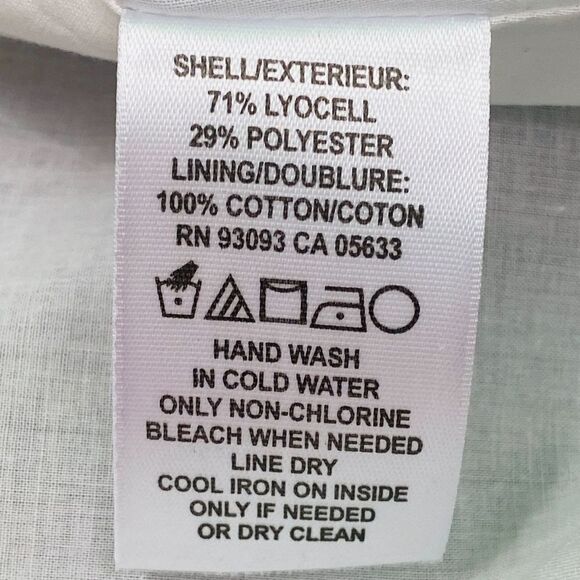 SHELL/EXTERIEUR:
71% LYOCELL
29% POLYESTER
LINING/DOUBLURE:
100% COTTON/COTON
RN 93093 CA 05633
HAND WASH
IN COLD WATER
ONLY NON-CHLORINE
BLEACH WHEN NEEDED
LINE DRY
COOL IRON ON INSIDE
ONLY IF NEEDED
OR DRY CLEAN